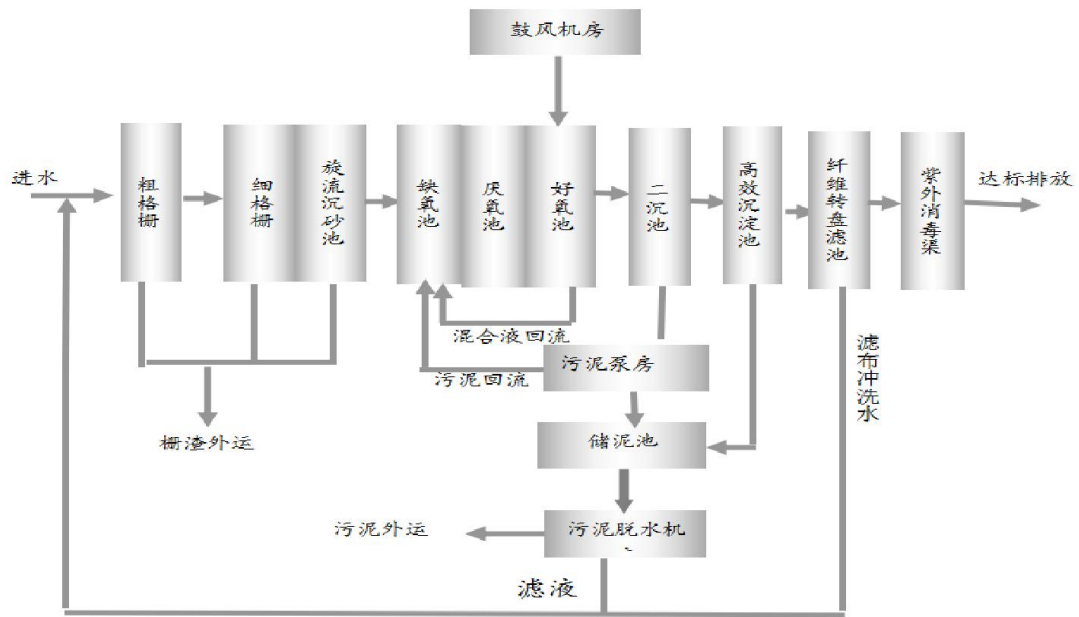 鼓风机房
进水
粗格栅
细格栅
旋流沉砂池
缺氧池
厌氧池
好氧池
二沉池
高效沉淀池
纤维转盘滤池
紫外消毒渠
达标排放
混合液回流
污泥回流
污泥泵房
滤布冲洗水
栅渣外运
储泥池
污泥外运
污泥脱水机
滤液